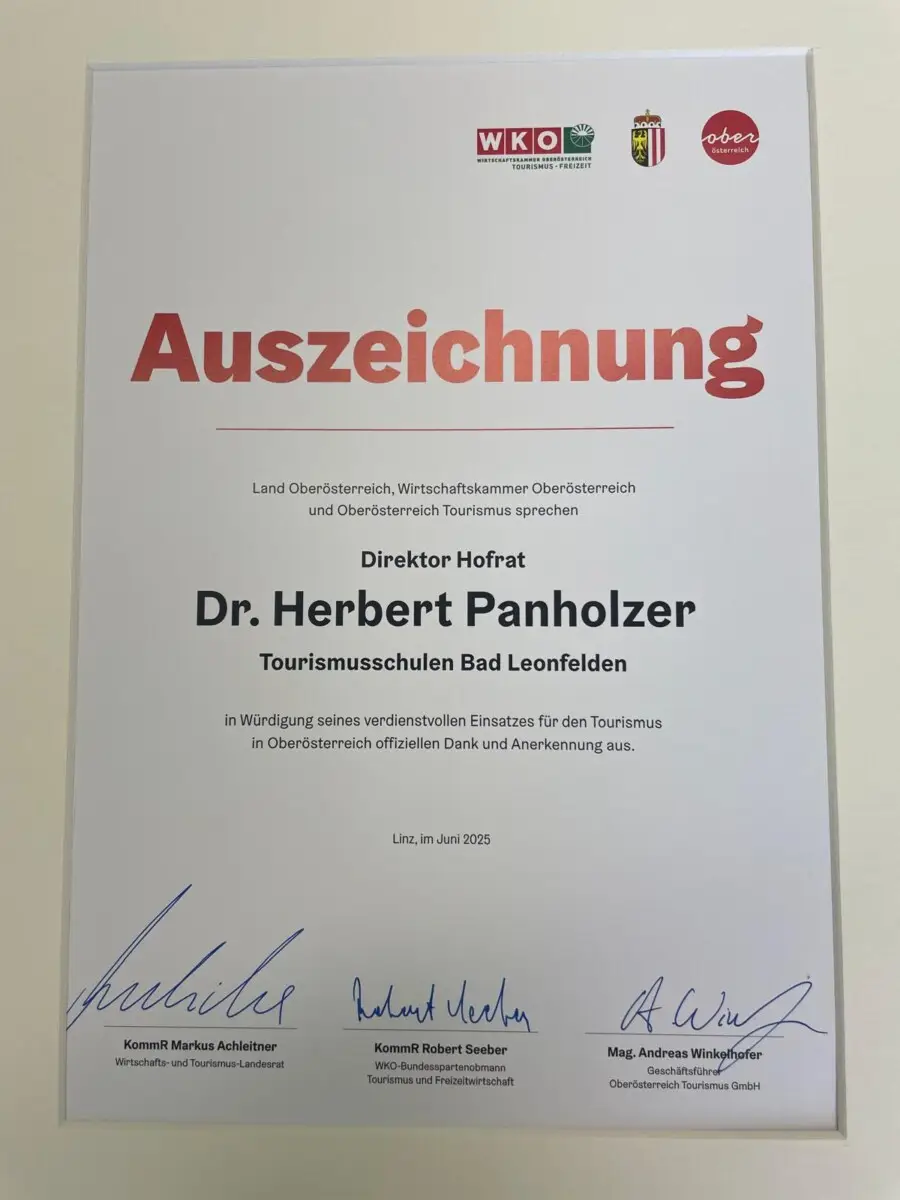 WKO
WIRTSCHAFTSKAMMER OBERÖSTERREICH
TOURISMUS · FREIZEIT
ober
österreich
Auszeichnung
Land Oberösterreich, Wirtschaftskammer Oberösterreich
und Oberösterreich Tourismus sprechen
Direktor Hofrat
Dr. Herbert Panholzer
Tourismusschulen Bad Leonfelden
in Würdigung seines verdienstvollen Einsatzes für den Tourismus
in Oberösterreich offiziellen Dank und Anerkennung aus.
Linz, im Juni 2025
Robert Seeber
A Win
KommR Markus Achleitner
Wirtschafts- und Tourismus-Landesrat
KommR Robert Seeber
WKO-Bundesspartenobmann
Tourismus und Freizeitwirtschaft
Mag. Andreas Winkelhofer
Geschäftsführer
Oberösterreich Tourismus GmbH